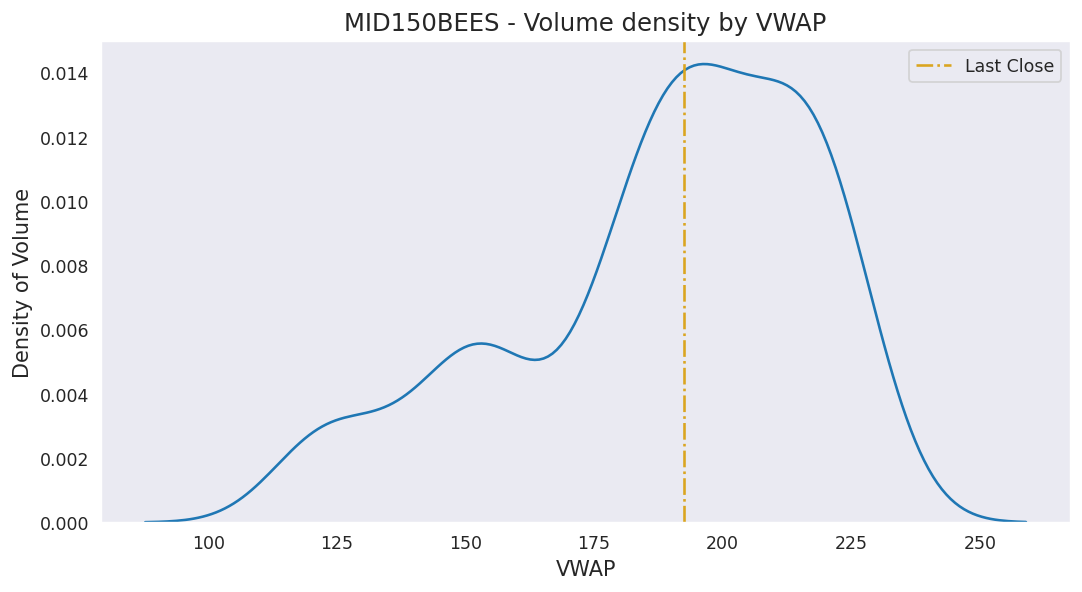 MID150BEES - Volume density by VWAP
Last Close
Density of Volume
0.014
0.012
0.010
0.008
0.006
0.004
0.002
0.000
100 125 150 175 200 225 250
VWAP